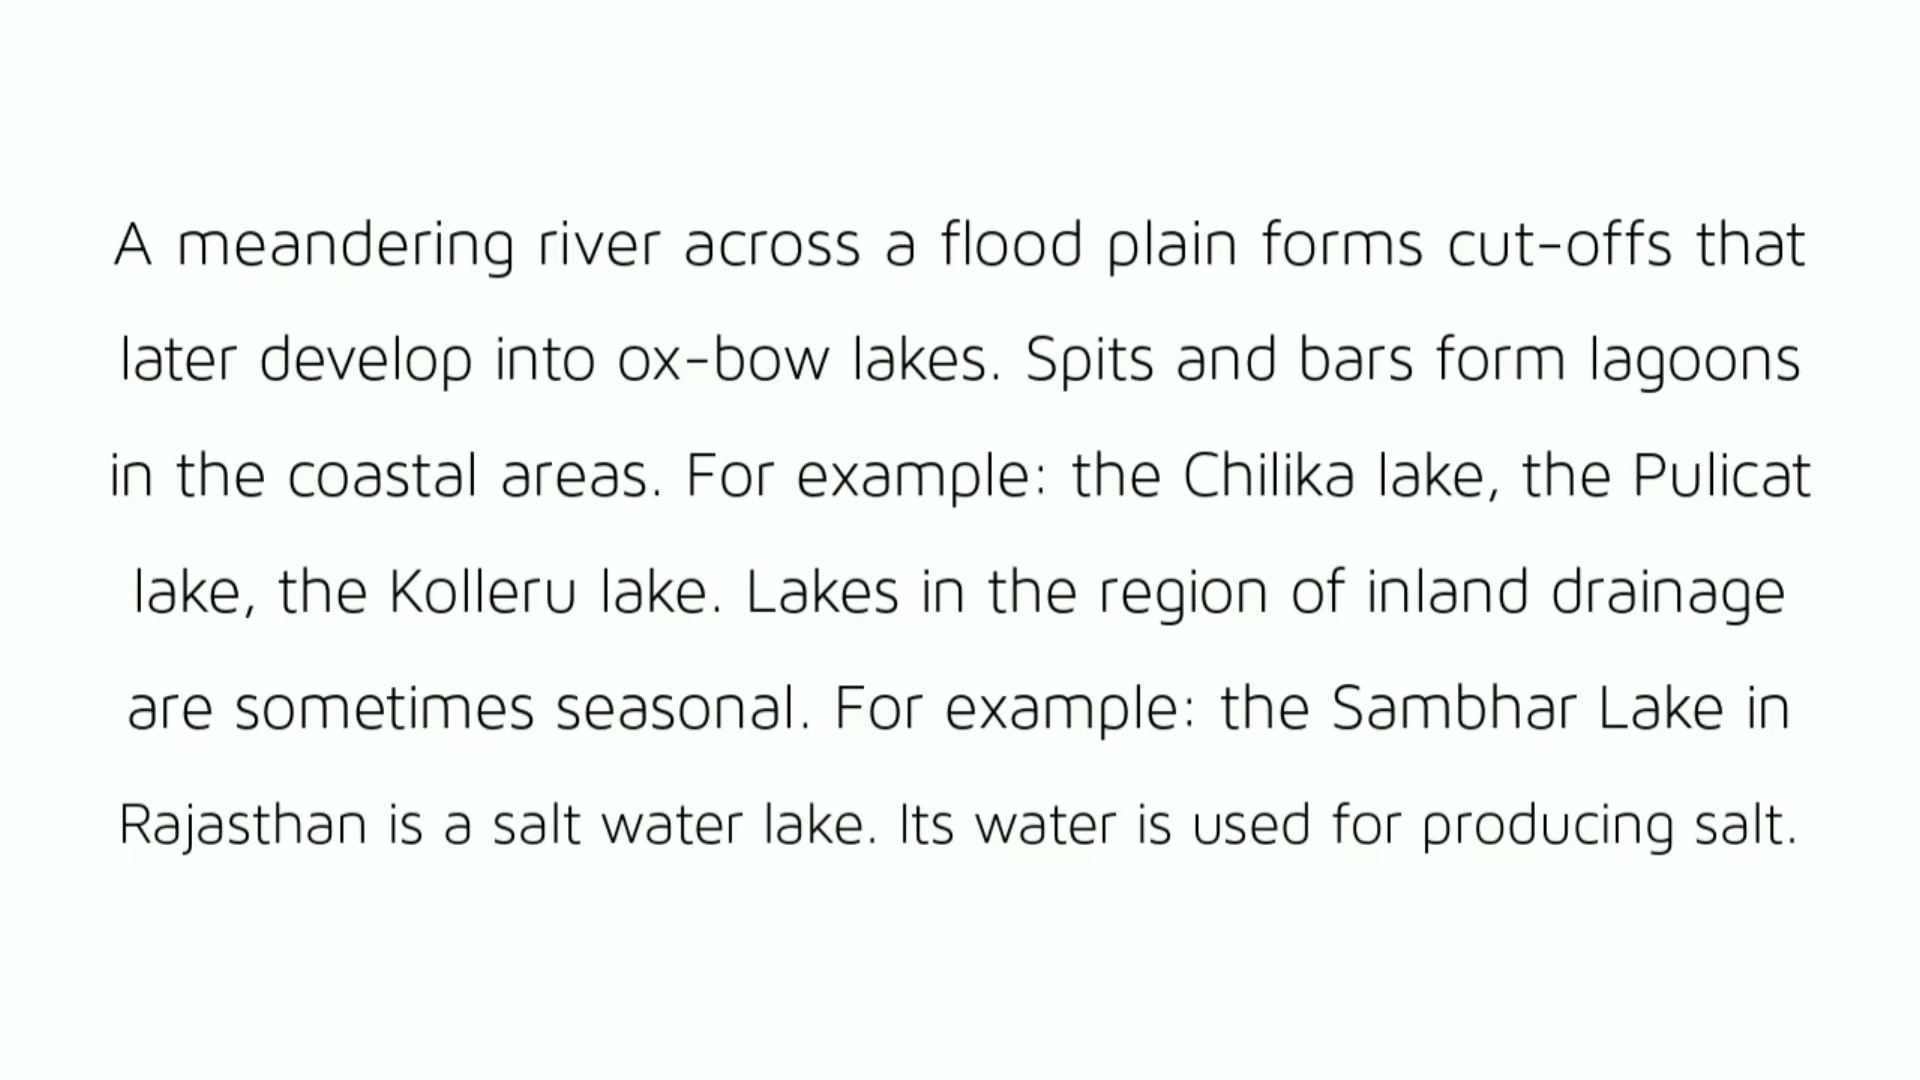 A meandering river across a flood plain forms cut-offs that
later develop into ox-bow lakes. Spits and bars form lagoons
in the coastal areas. For example: the Chilika lake, the Pulicat
lake, the Kolleru lake. Lakes in the region of inland drainage
are sometimes seasonal. For example: the Sambhar Lake in
Rajasthan is a salt water lake. Its water is used for producing salt.